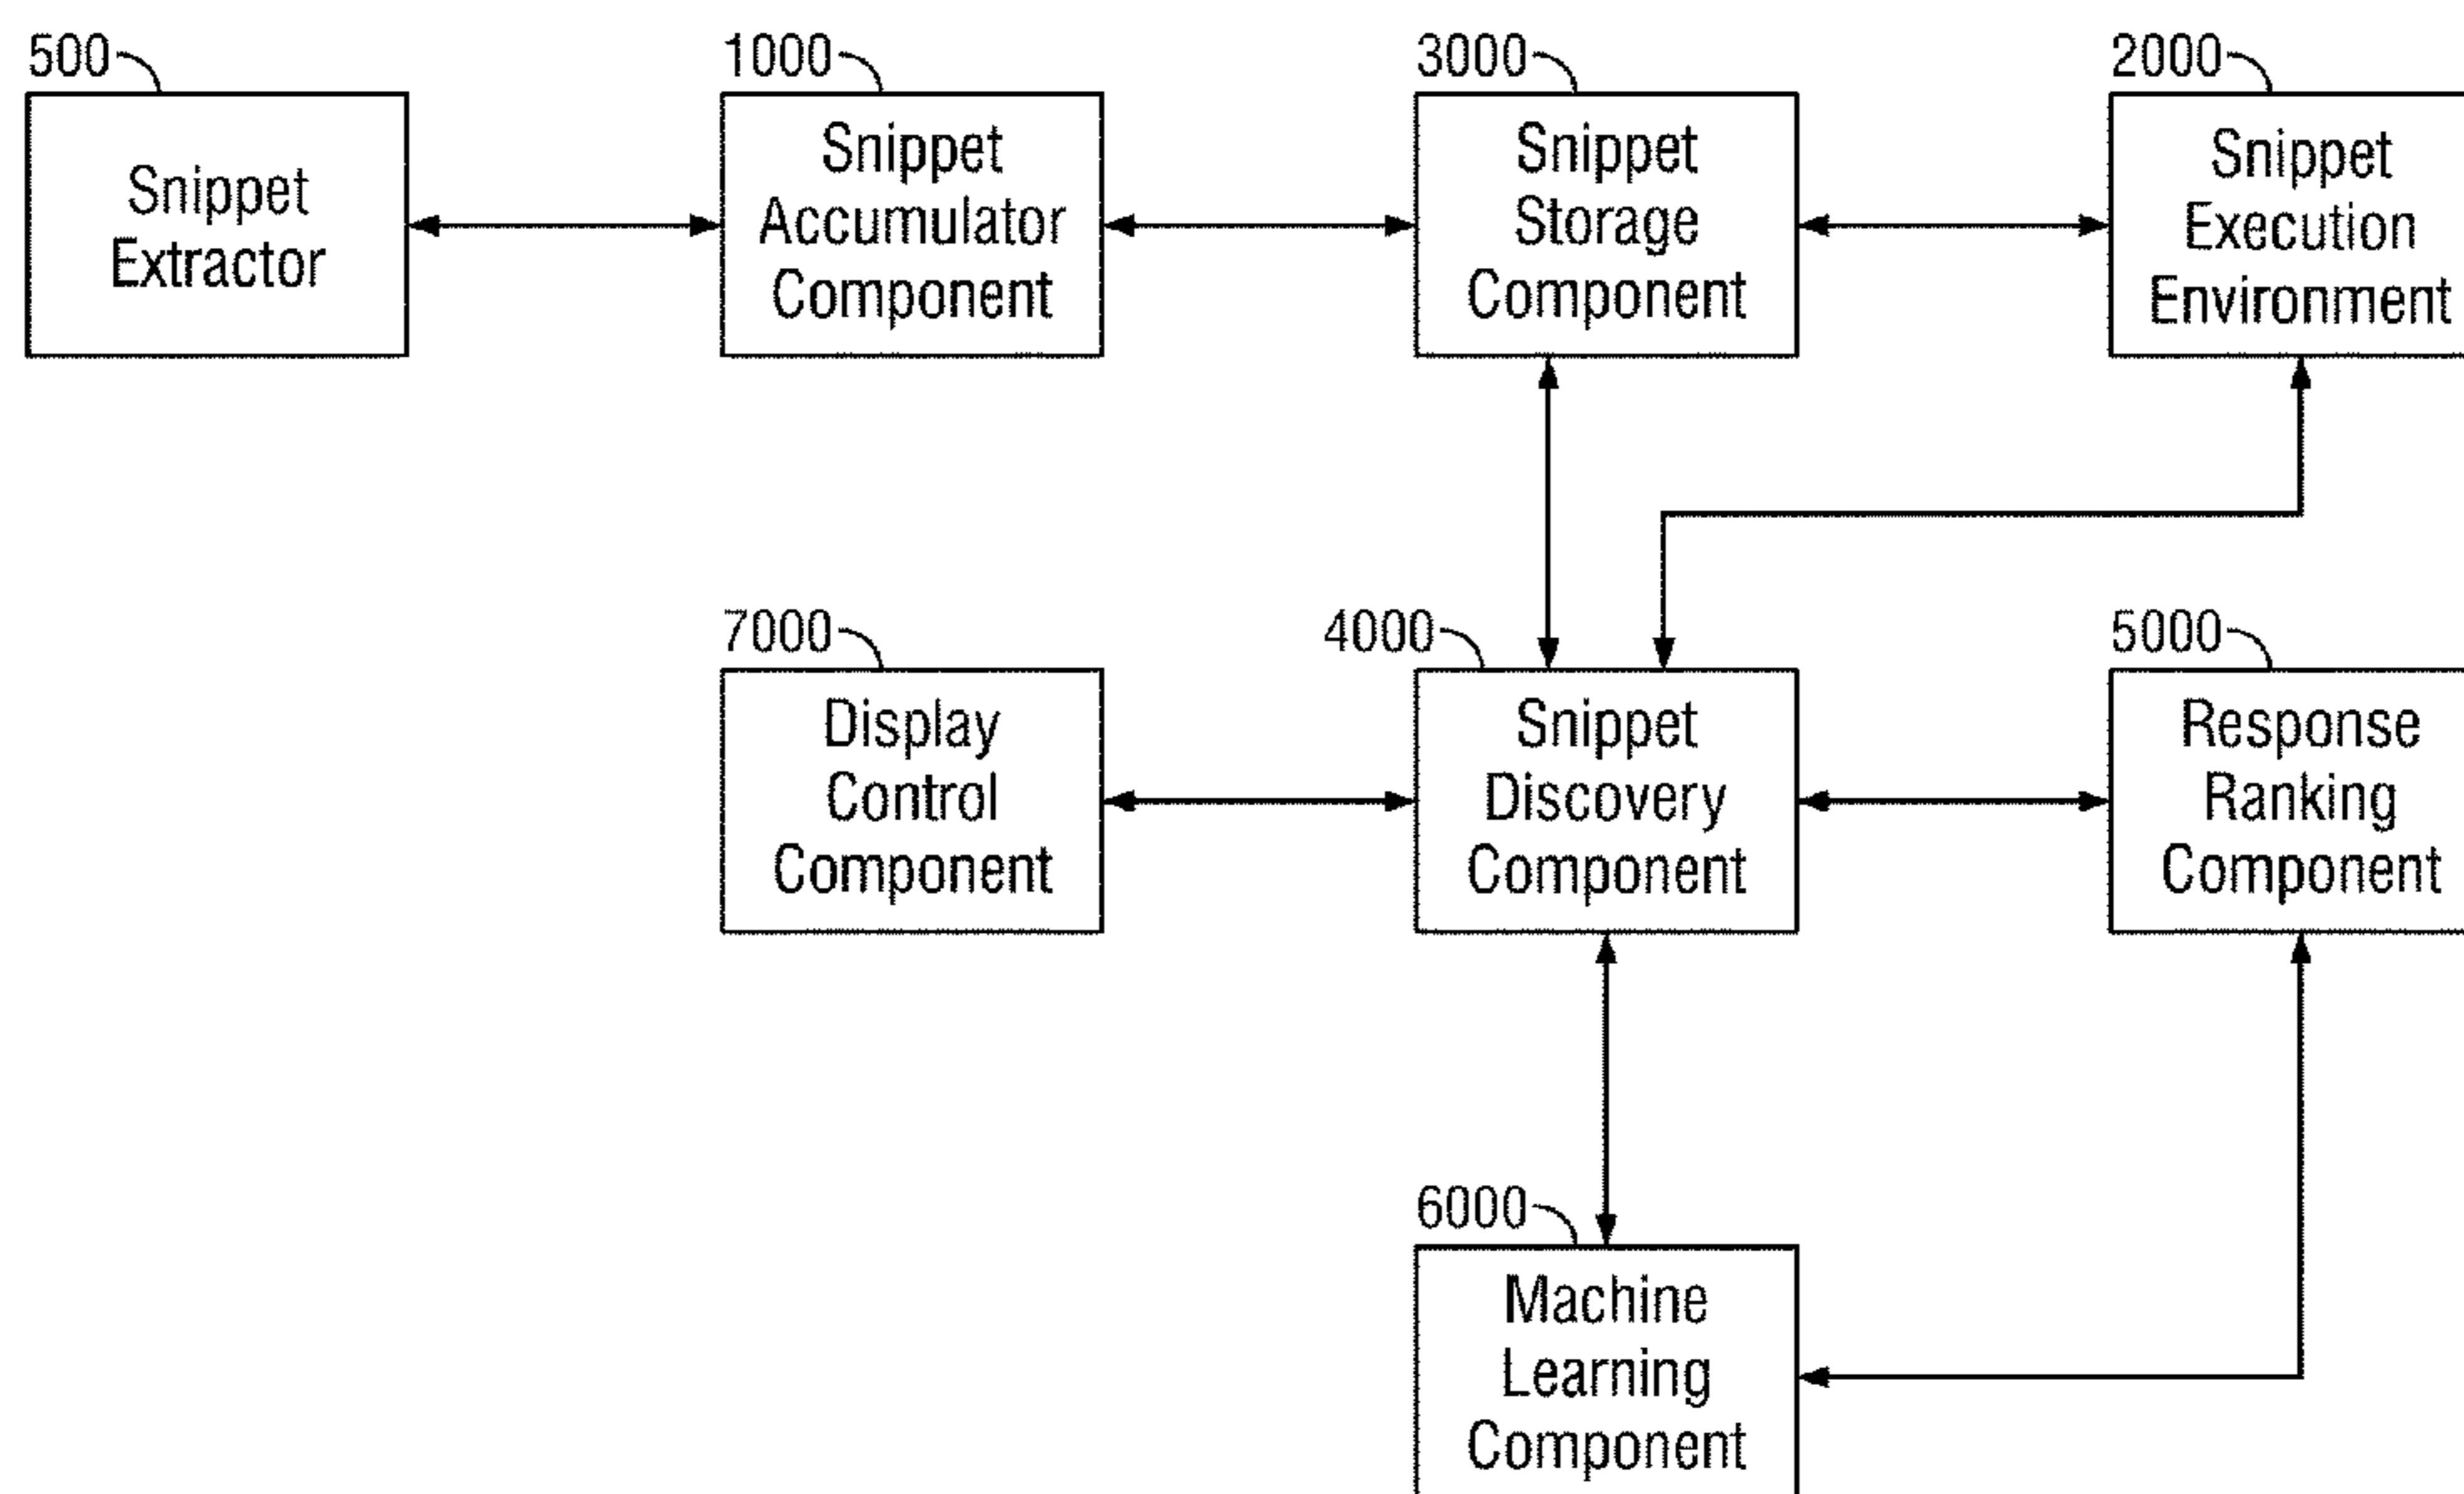 500
Snippet
Extractor
1000
Snippet
Accumulator
Component
3000
Snippet
Storage
Component
2000
Snippet
Execution
Environment
7000
Display
Control
Component
4000
Snippet
Discovery
Component
5000
Response
Ranking
Component
6000
Machine
Learning
Component